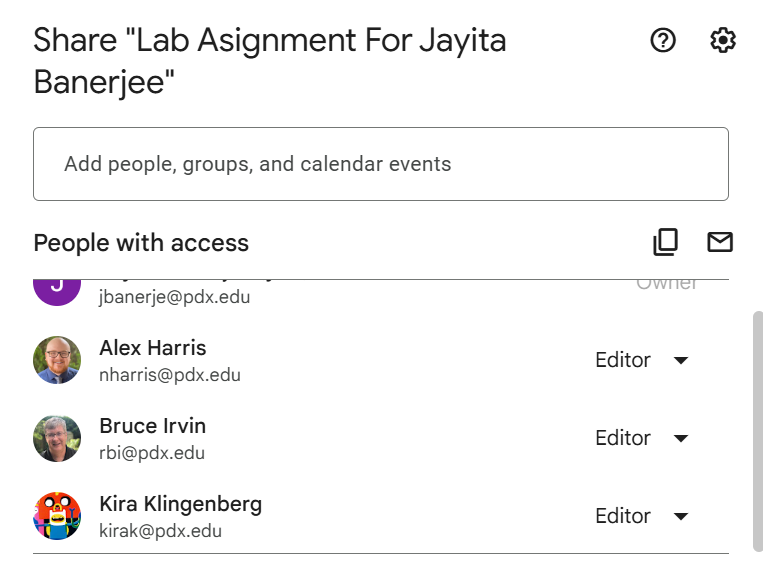 Share "Lab Asignment For Jayita
Banerjee"
Add people, groups, and calendar events
People with access
J
Owner
jbanerje@pdx.edu
Alex Harris
Editor
nharris@pdx.edu
Bruce Irvin
Editor
rbi@pdx.edu
Kira Klingenberg
Editor
kirak@pdx.edu